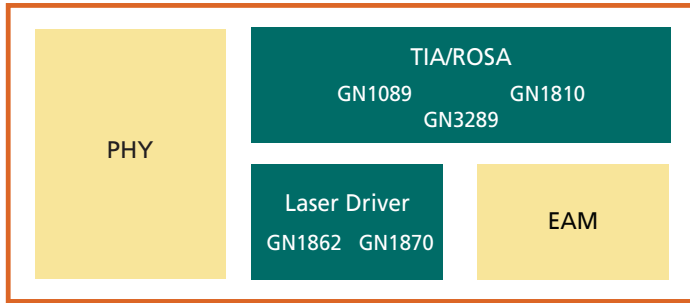 PHY
TIA/ROSA
GN1089 GN1810
GN3289
Laser Driver
GN1862 GN1870
EAM